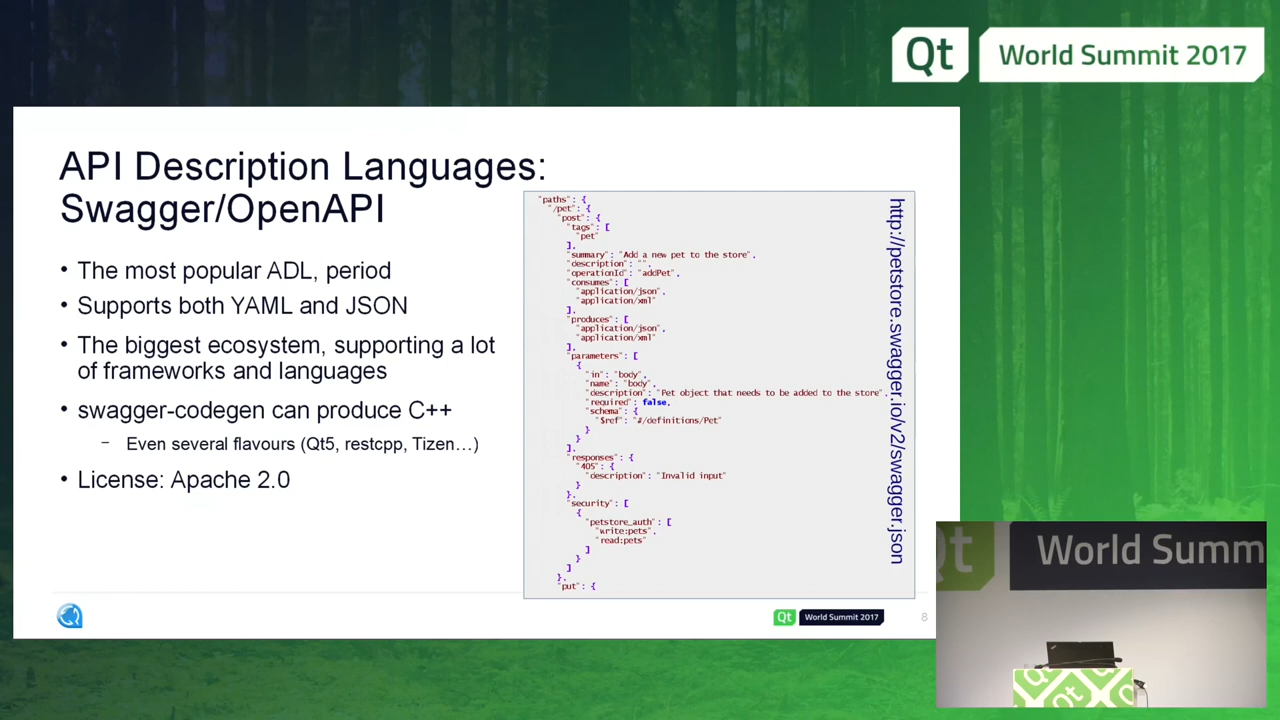 Qt World Summit 2017
API Description Languages:
Swagger/OpenAPI
• The most popular ADL, period
• Supports both YAML and JSON
• The biggest ecosystem, supporting a lot
of frameworks and languages
• swagger-codegen can produce C++
– Even several flavours (Qt5, restcpp, Tizen…)
• License: Apache 2.0
"paths": {
"/pet": {
"post": {
"tags": [
"pet"
],
"summary": "Add a new pet to the store",
"description": "",
"operationId": "addPet",
"consumes": [
"application/json",
"application/xml"
],
"produces": [
"application/json",
"application/xml"
],
"parameters": [
{
"in": "body",
"name": "body",
"description": "Pet object that needs to be added to the store",
"required": false,
"schema": {
"$ref": "#/definitions/Pet"
}
}
],
"responses": {
"405": {
"description": "Invalid input"
}
},
"security": [
{
"petstore_auth": [
"write:pets",
"read:pets"
]
}
]
},
"put": {
http://petstore.swagger.io/v2/swagger.json
Qt World Summit 2017
8
Qt World Summ
Qt